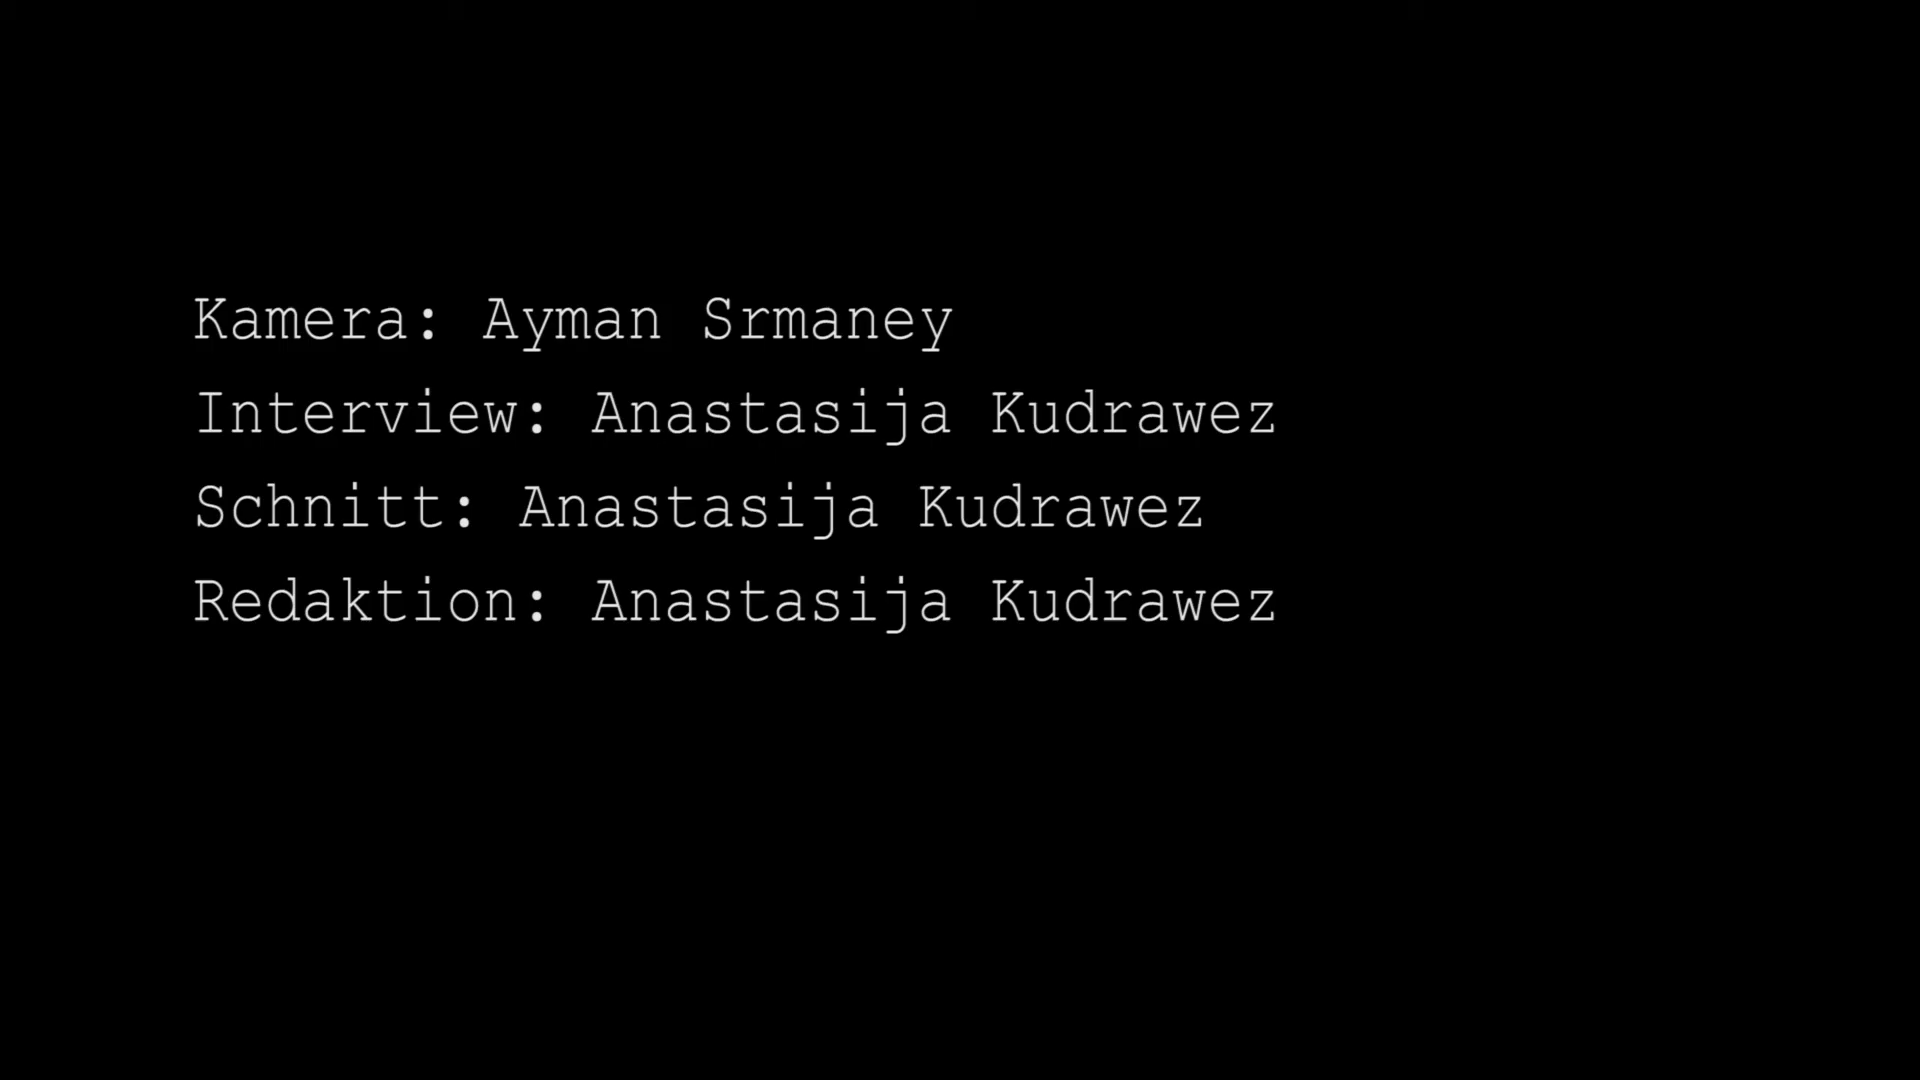 Kamera: Ayman Srmaney
Interview: Anastasija Kudrawez
Schnitt: Anastasija Kudrawez
Redaktion: Anastasija Kudrawez